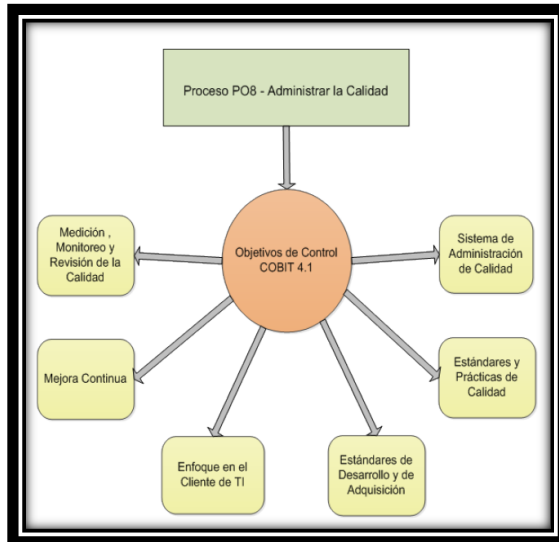 Proceso PO8 - Administrar la Calidad
Objetivos de Control
COBIT 4.1
Medición ,
Monitoreo y
Revisión de la
Calidad
Sistema de
Administración
de Calidad
Mejora Continua
Estándares y
Prácticas de
Calidad
Enfoque en el
Cliente de TI
Estándares de
Desarrollo y de
Adquisición